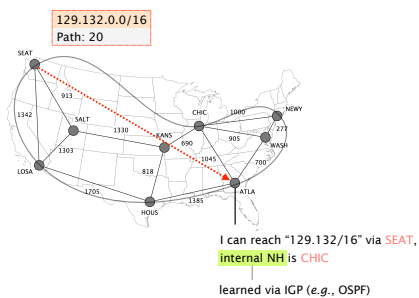 129.132.0.0/16
Path: 20
SEAT
913
1342
SALT
1330
1303
LOSA
1705
KANS
690
818
HOUS
1385
CHIC
1000
NEWY
277
905
WASH
1045
700
ATLA
I can reach “129.132/16” via SEAT,
internal NH is CHIC
learned via IGP (e.g., OSPF)